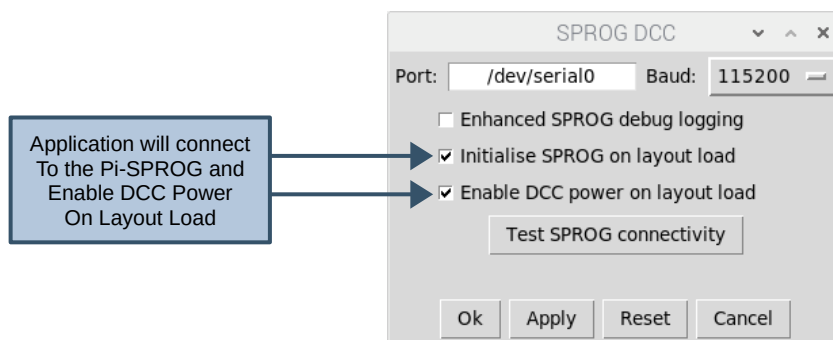 SPROG DCC
Port: /dev/serial0 Baud: 115200
Enhanced SPROG debug logging
Application will connect
To the Pi-SPROG and
Enable DCC Power
On Layout Load
Initialise SPROG on layout load
Enable DCC power on layout load
Test SPROG connectivity
Ok Apply Reset Cancel